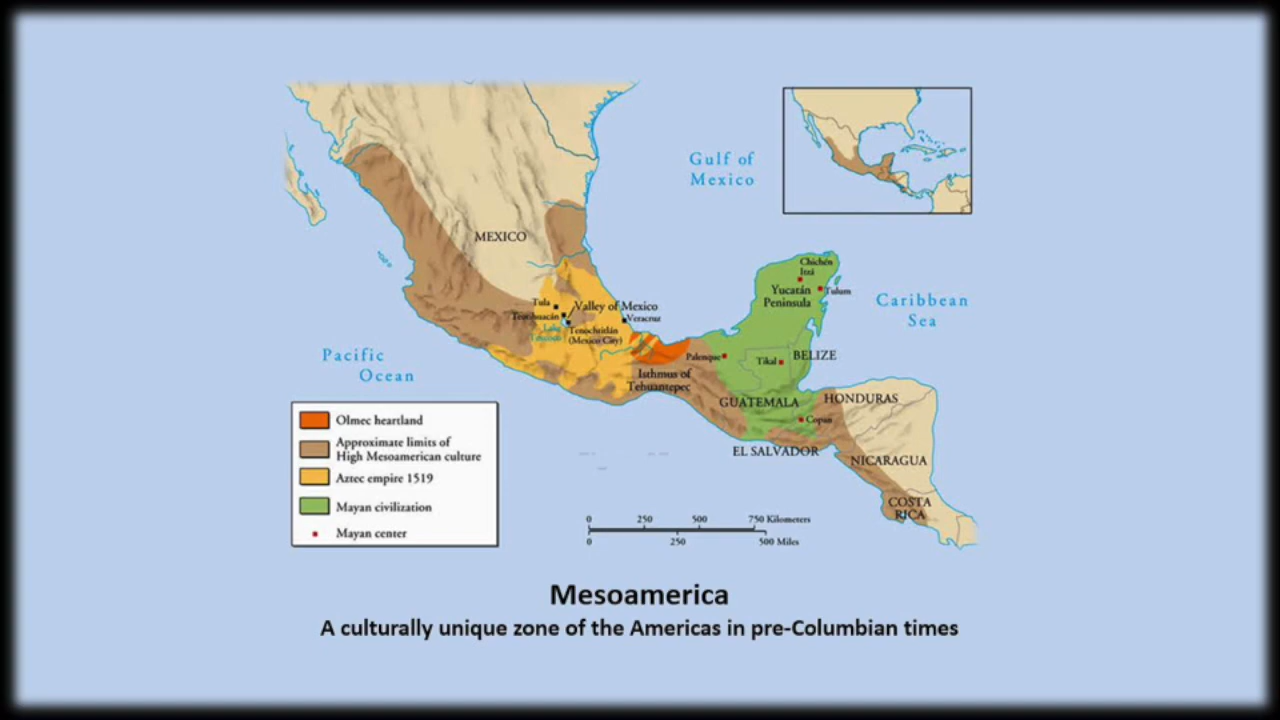 Gulf of
Mexico
MEXICO
Chichén
Itzá
Yucatán
Peninsula
Tulum
Caribbean
Sea
Tula
Valley of Mexico
Teotihuacán
Veracruz
Lake
Texcoco
Tenochtitlán
(Mexico City)
Pacific
Ocean
Palenque
Tikal
BELIZE
Isthmus of
Tehuantepec
GUATEMALA
HONDURAS
Copan
EL SALVADOR
NICARAGUA
COSTA
RICA
Olmec heartland
Approximate limits of
High Mesoamerican culture
Aztec empire 1519
Mayan civilization
Mayan center
0 250 500 750 Kilometers
0 250 500 Miles
Mesoamerica
A culturally unique zone of the Americas in pre-Columbian times